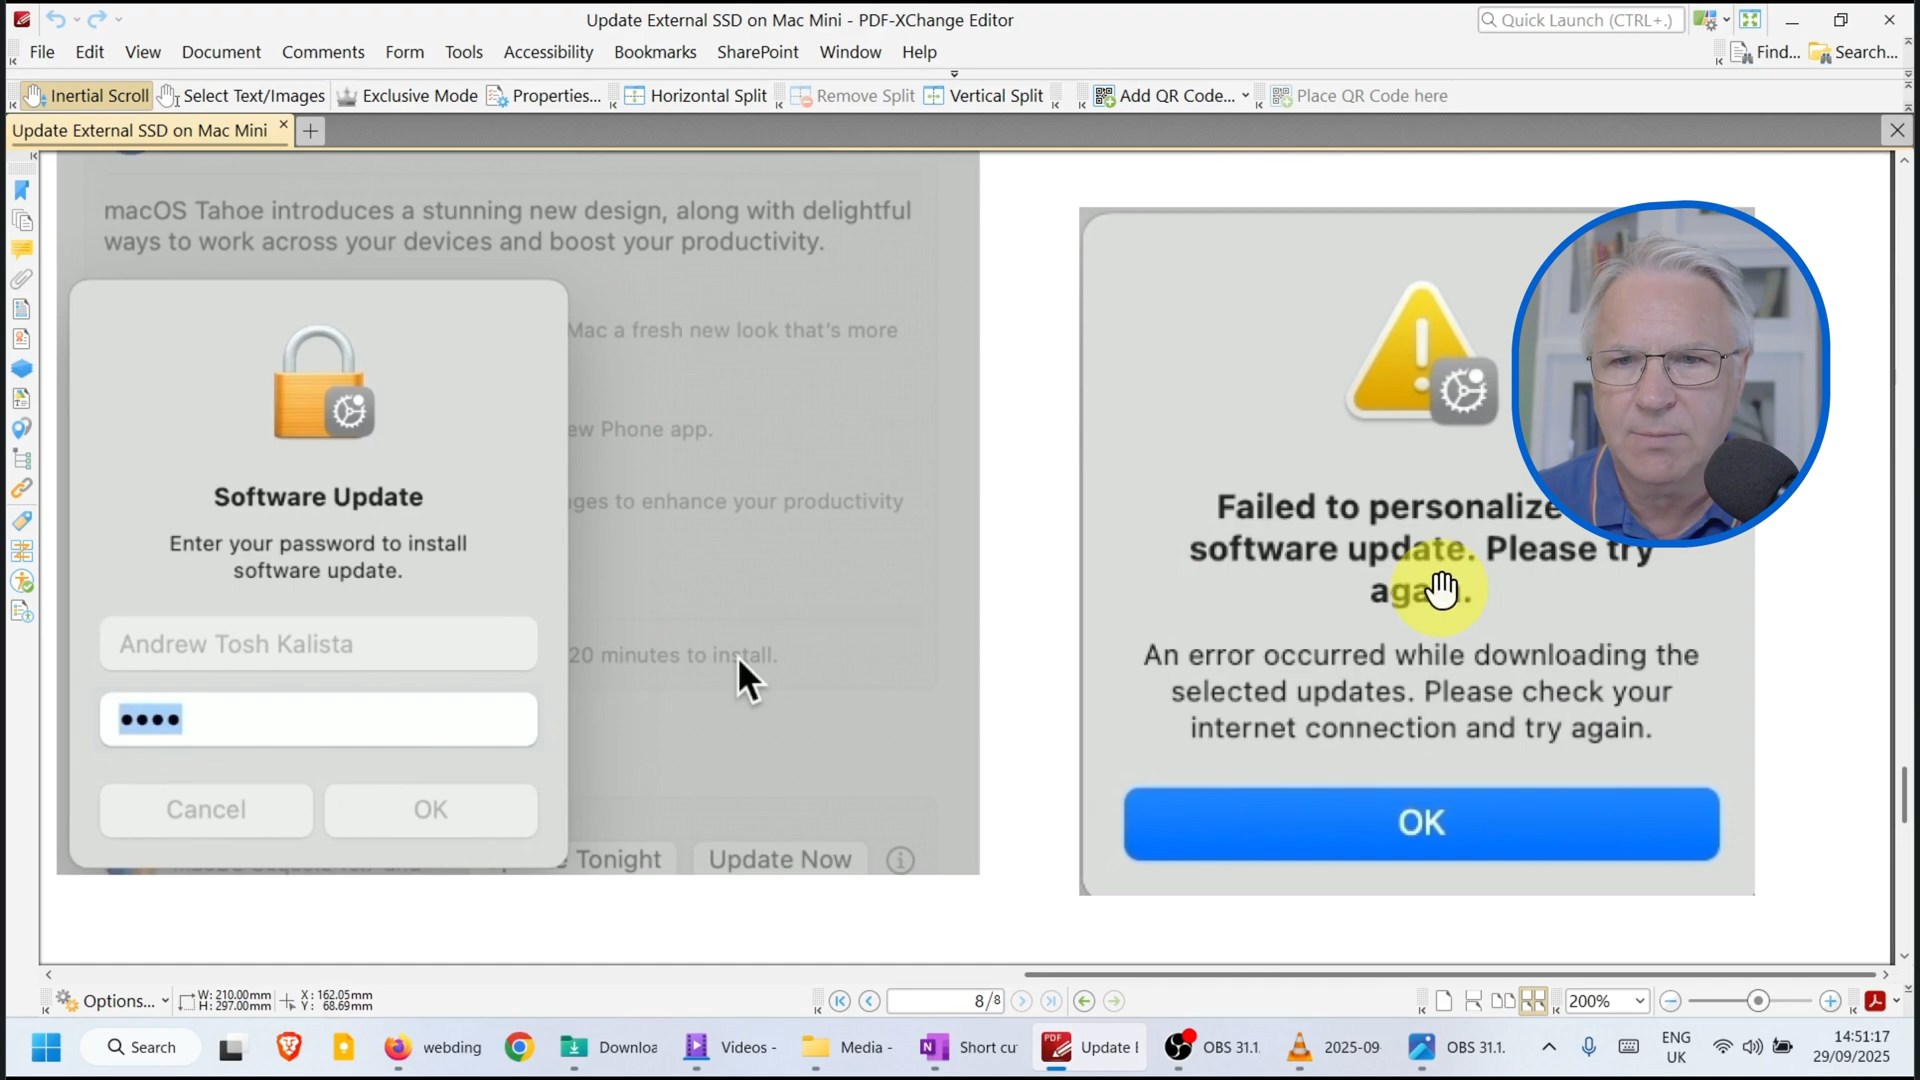 Update External SSD on Mac Mini - PDF-XChange Editor
Quick Launch (CTRL+.)
File Edit View Document Comments Form Tools Accessibility Bookmarks SharePoint Window Help
Find... Search...
Inertial Scroll Select Text/Images Exclusive Mode Properties... Horizontal Split Remove Split Vertical Split Add QR Code... Place QR Code here
Update External SSD on Mac Mini
macOS Tahoe introduces a stunning new design, along with delightful
ways to work across your devices and boost your productivity.
Mac a fresh new look that's more
ew Phone app.
ges to enhance your productivity
20 minutes to install.
Tonight
Update Now
Software Update
Enter your password to install
software update.
Andrew Tosh Kalista
Cancel
OK
Failed to personalize
software update. Please try
again.
An error occurred while downloading the
selected updates. Please check your
internet connection and try again.
OK
Options...
W: 210.00mm
H: 297.00mm
X: 162.05mm
Y: 68.69mm
8/8
200%
Search
webding
Downloa
Videos -
Media -
Short cu
PDF
Update E
OBS 31.1.
2025-09-
OBS 31.1.
ENG
UK
14:51:17
29/09/2025